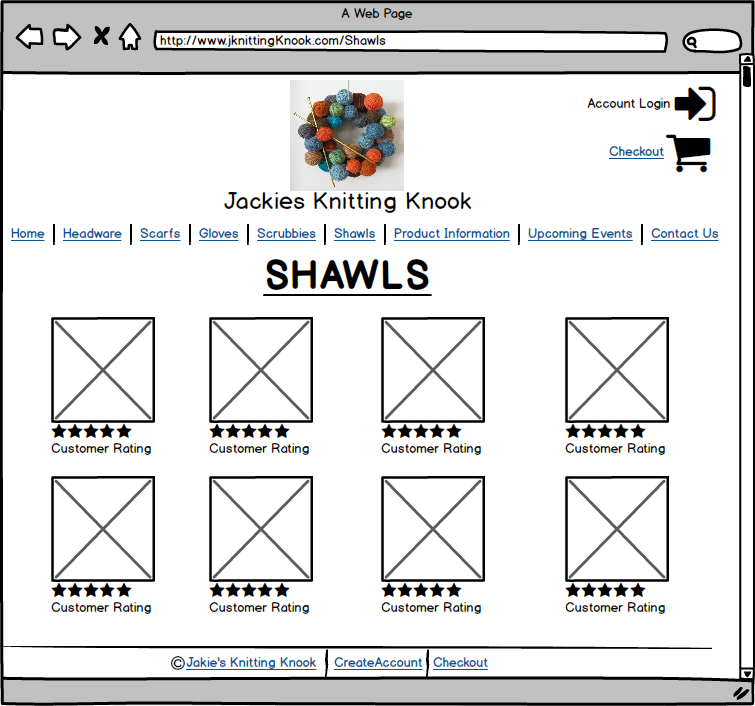 A Web Page
http://www.jknittingKnook.com/Shawls
Account Login
Checkout
Jackies Knitting Knook
Home | Headware | Scarfs | Gloves | Scrubbies | Shawls | Product Information | Upcoming Events | Contact Us
SHAWLS
Customer Rating Customer Rating Customer Rating Customer Rating
Customer Rating Customer Rating Customer Rating Customer Rating
©Jakie's Knitting Knook | CreateAccount | Checkout